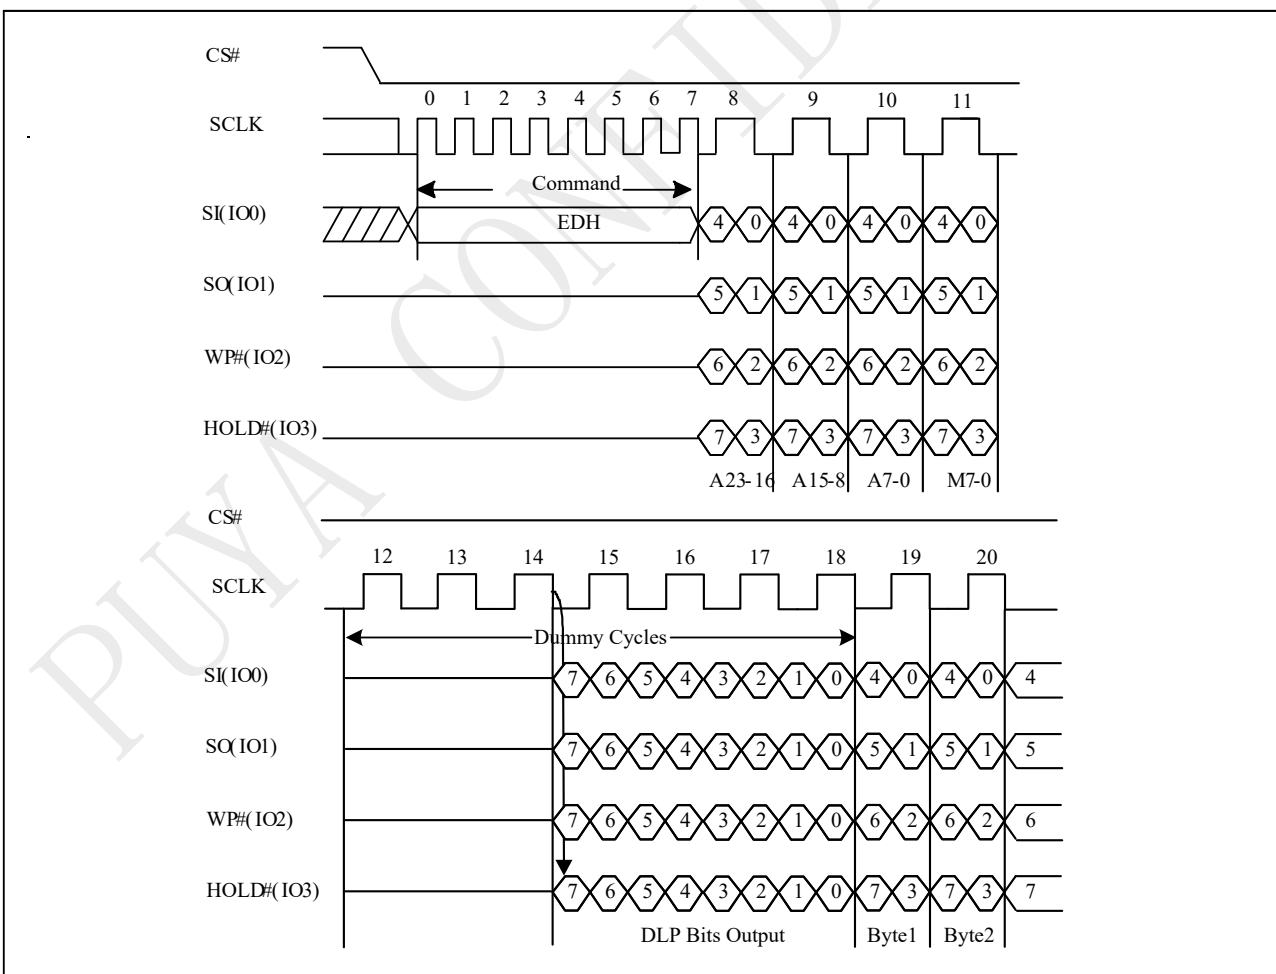 PUYA CONFID
CS#
0 1 2 3 4 5 6 7 8 9 10 11
SCLK
Command
SI(IO0) EDH 4 0 4 0 4 0 4 0
SO(IO1) 5 1 5 1 5 1 5 1
WP#(IO2) 6 2 6 2 6 2 6 2
HOLD#(IO3) 7 3 7 3 7 3 7 3
A23-16 A15-8 A7-0 M7-0
CS#
12 13 14 15 16 17 18 19 20
SCLK
Dummy Cycles
SI(IO0) 7 6 5 4 3 2 1 0 4 0 4 0 4
SO(IO1) 7 6 5 4 3 2 1 0 5 1 5 1 5
WP#(IO2) 7 6 5 4 3 2 1 0 6 2 6 2 6
HOLD#(IO3) 7 6 5 4 3 2 1 0 7 3 7 3 7
DLP Bits Output Byte1 Byte2